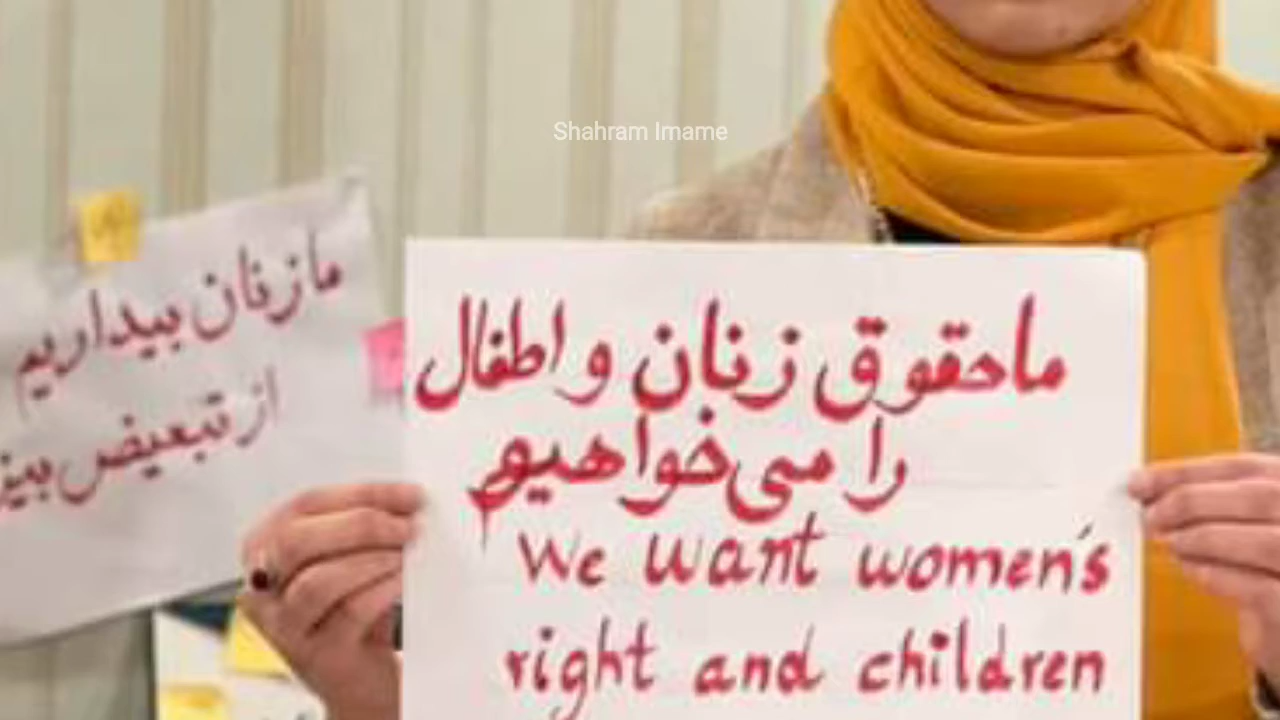 Shahram Imame
ما زنان بیداریم
از تبعیض
ما حقوق زنان و اطفال
را می‌خواهیم
We want women's
right and children